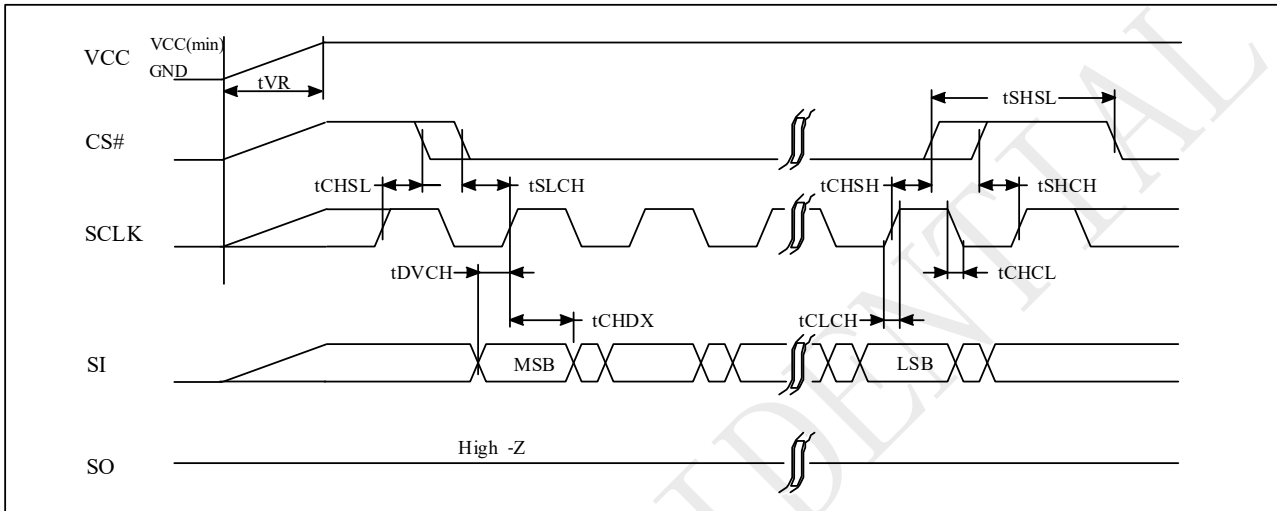 VCC
VCC(min)
GND
tVR
CS#
tSHSL
tCHSL
tSLCH
tCHSH
tSHCH
SCLK
tDVCH
tCHCL
tCHDX
tCLCH
SI
MSB
LSB
SO
High -Z
IDENTIAL